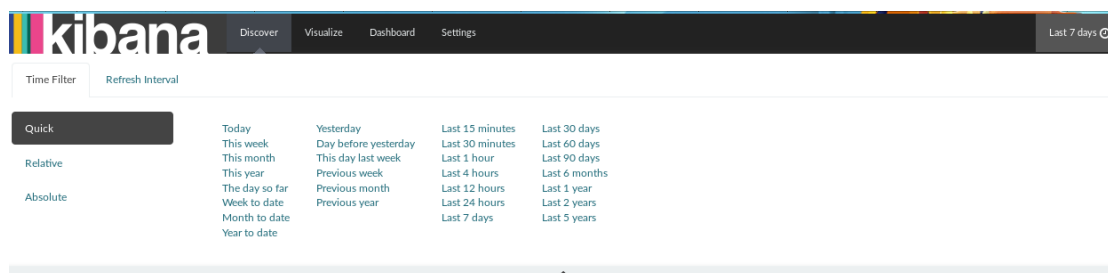 kibana Discover Visualize Dashboard Settings Last 7 days
Time Filter Refresh Interval
Quick
Relative
Absolute
Today
This week
This month
This year
The day so far
Week to date
Month to date
Year to date
Yesterday
Day before yesterday
This day last week
Previous week
Previous month
Previous year
Last 15 minutes
Last 30 minutes
Last 1 hour
Last 4 hours
Last 12 hours
Last 24 hours
Last 7 days
Last 30 days
Last 60 days
Last 90 days
Last 6 months
Last 1 year
Last 2 years
Last 5 years